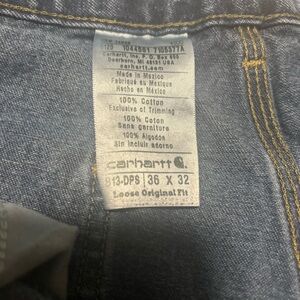 Carhartt, Inc. P.O. Box 600
Dearborn, MI 48121 USA
carhartt.com
Made in Mexico
Fabriqué au Mexique
Hecho en México
100% Cotton
Exclusive of Trimming
100% Coton
Sans garniture
100% Algodón
Sin incluir adorno
carhartt
B13-DPS 36 X 32
Loose Original Fit